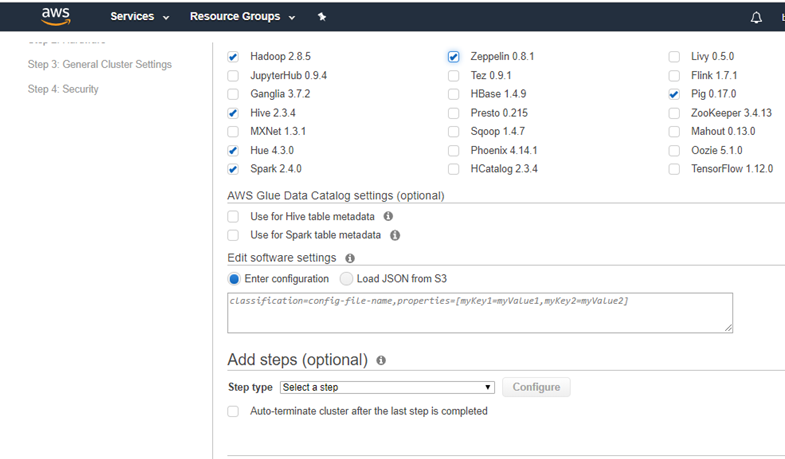 aws Services Resource Groups
Step 2: Hardware
Step 3: General Cluster Settings
Step 4: Security
Hadoop 2.8.5 Zeppelin 0.8.1 Livy 0.5.0
JupyterHub 0.9.4 Tez 0.9.1 Flink 1.7.1
Ganglia 3.7.2 HBase 1.4.9 Pig 0.17.0
Hive 2.3.4 Presto 0.215 ZooKeeper 3.4.13
MXNet 1.3.1 Sqoop 1.4.7 Mahout 0.13.0
Hue 4.3.0 Phoenix 4.14.1 Oozie 5.1.0
Spark 2.4.0 HCatalog 2.3.4 TensorFlow 1.12.0
AWS Glue Data Catalog settings (optional)
Use for Hive table metadata
Use for Spark table metadata
Edit software settings
Enter configuration Load JSON from S3
classification=config-file-name,properties=[myKey1=myValue1,myKey2=myValue2]
Add steps (optional)
Step type Select a step Configure
Auto-terminate cluster after the last step is completed